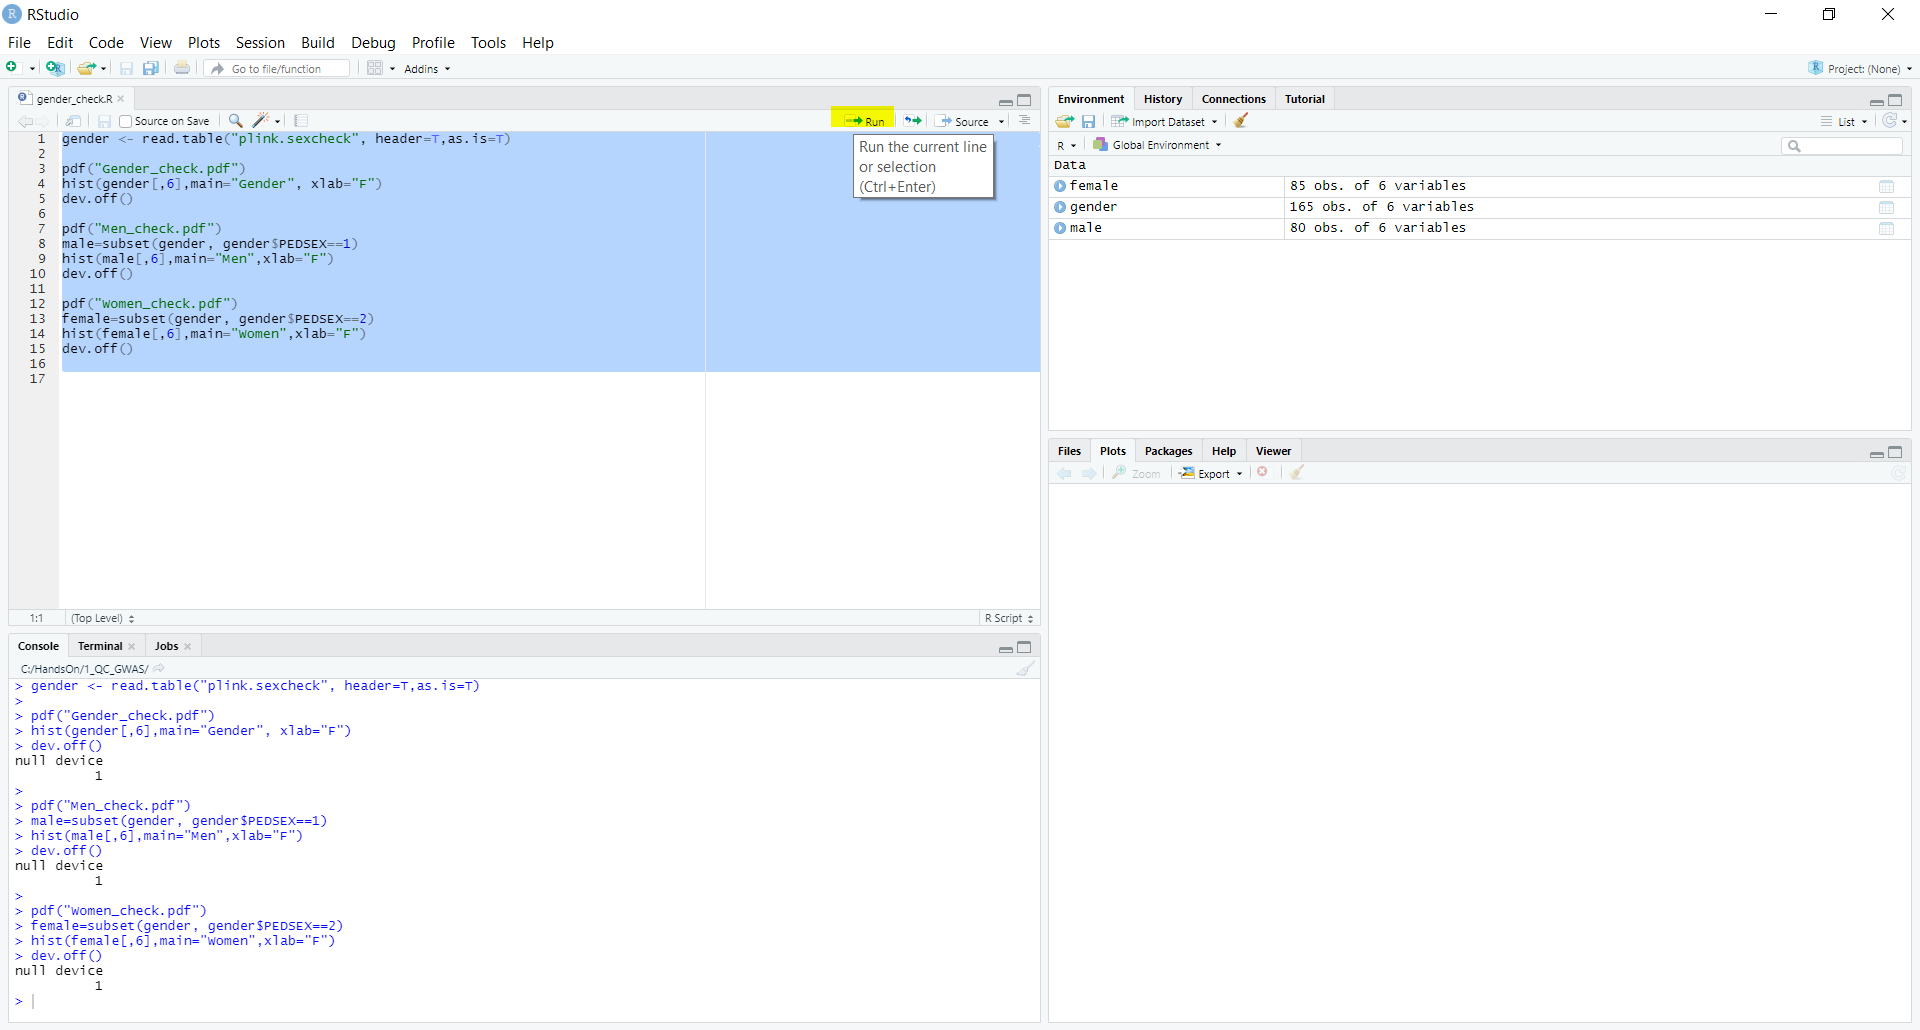 RStudio
File Edit Code View Plots Session Build Debug Profile Tools Help
Go to file/function Addins Project: (None)
gender_check.R
Source on Save Run Source
1 gender <- read.table("plink.sexcheck", header=T,as.is=T)
2
3 pdf("Gender_check.pdf")
4 hist(gender[,6],main="Gender", xlab="F")
5 dev.off()
6
7 pdf("Men_check.pdf")
8 male=subset(gender, gender$PEDSEX==1)
9 hist(male[,6],main="Men",xlab="F")
10 dev.off()
11
12 pdf("Women_check.pdf")
13 female=subset(gender, gender$PEDSEX==2)
14 hist(female[,6],main="Women",xlab="F")
15 dev.off()
16
17
Run the current line
or selection
(Ctrl+Enter)
1:1 (Top Level) R Script
Console Terminal Jobs
C:/HandsOn/1_QC_GWAS/
> gender <- read.table("plink.sexcheck", header=T,as.is=T)
>
> pdf("Gender_check.pdf")
> hist(gender[,6],main="Gender", xlab="F")
> dev.off()
null device
1
>
> pdf("Men_check.pdf")
> male=subset(gender, gender$PEDSEX==1)
> hist(male[,6],main="Men",xlab="F")
> dev.off()
null device
1
>
> pdf("Women_check.pdf")
> female=subset(gender, gender$PEDSEX==2)
> hist(female[,6],main="Women",xlab="F")
> dev.off()
null device
1
>
Environment History Connections Tutorial
Import Dataset List
R Global Environment
Data
female 85 obs. of 6 variables
gender 165 obs. of 6 variables
male 80 obs. of 6 variables
Files Plots Packages Help Viewer
Zoom Export